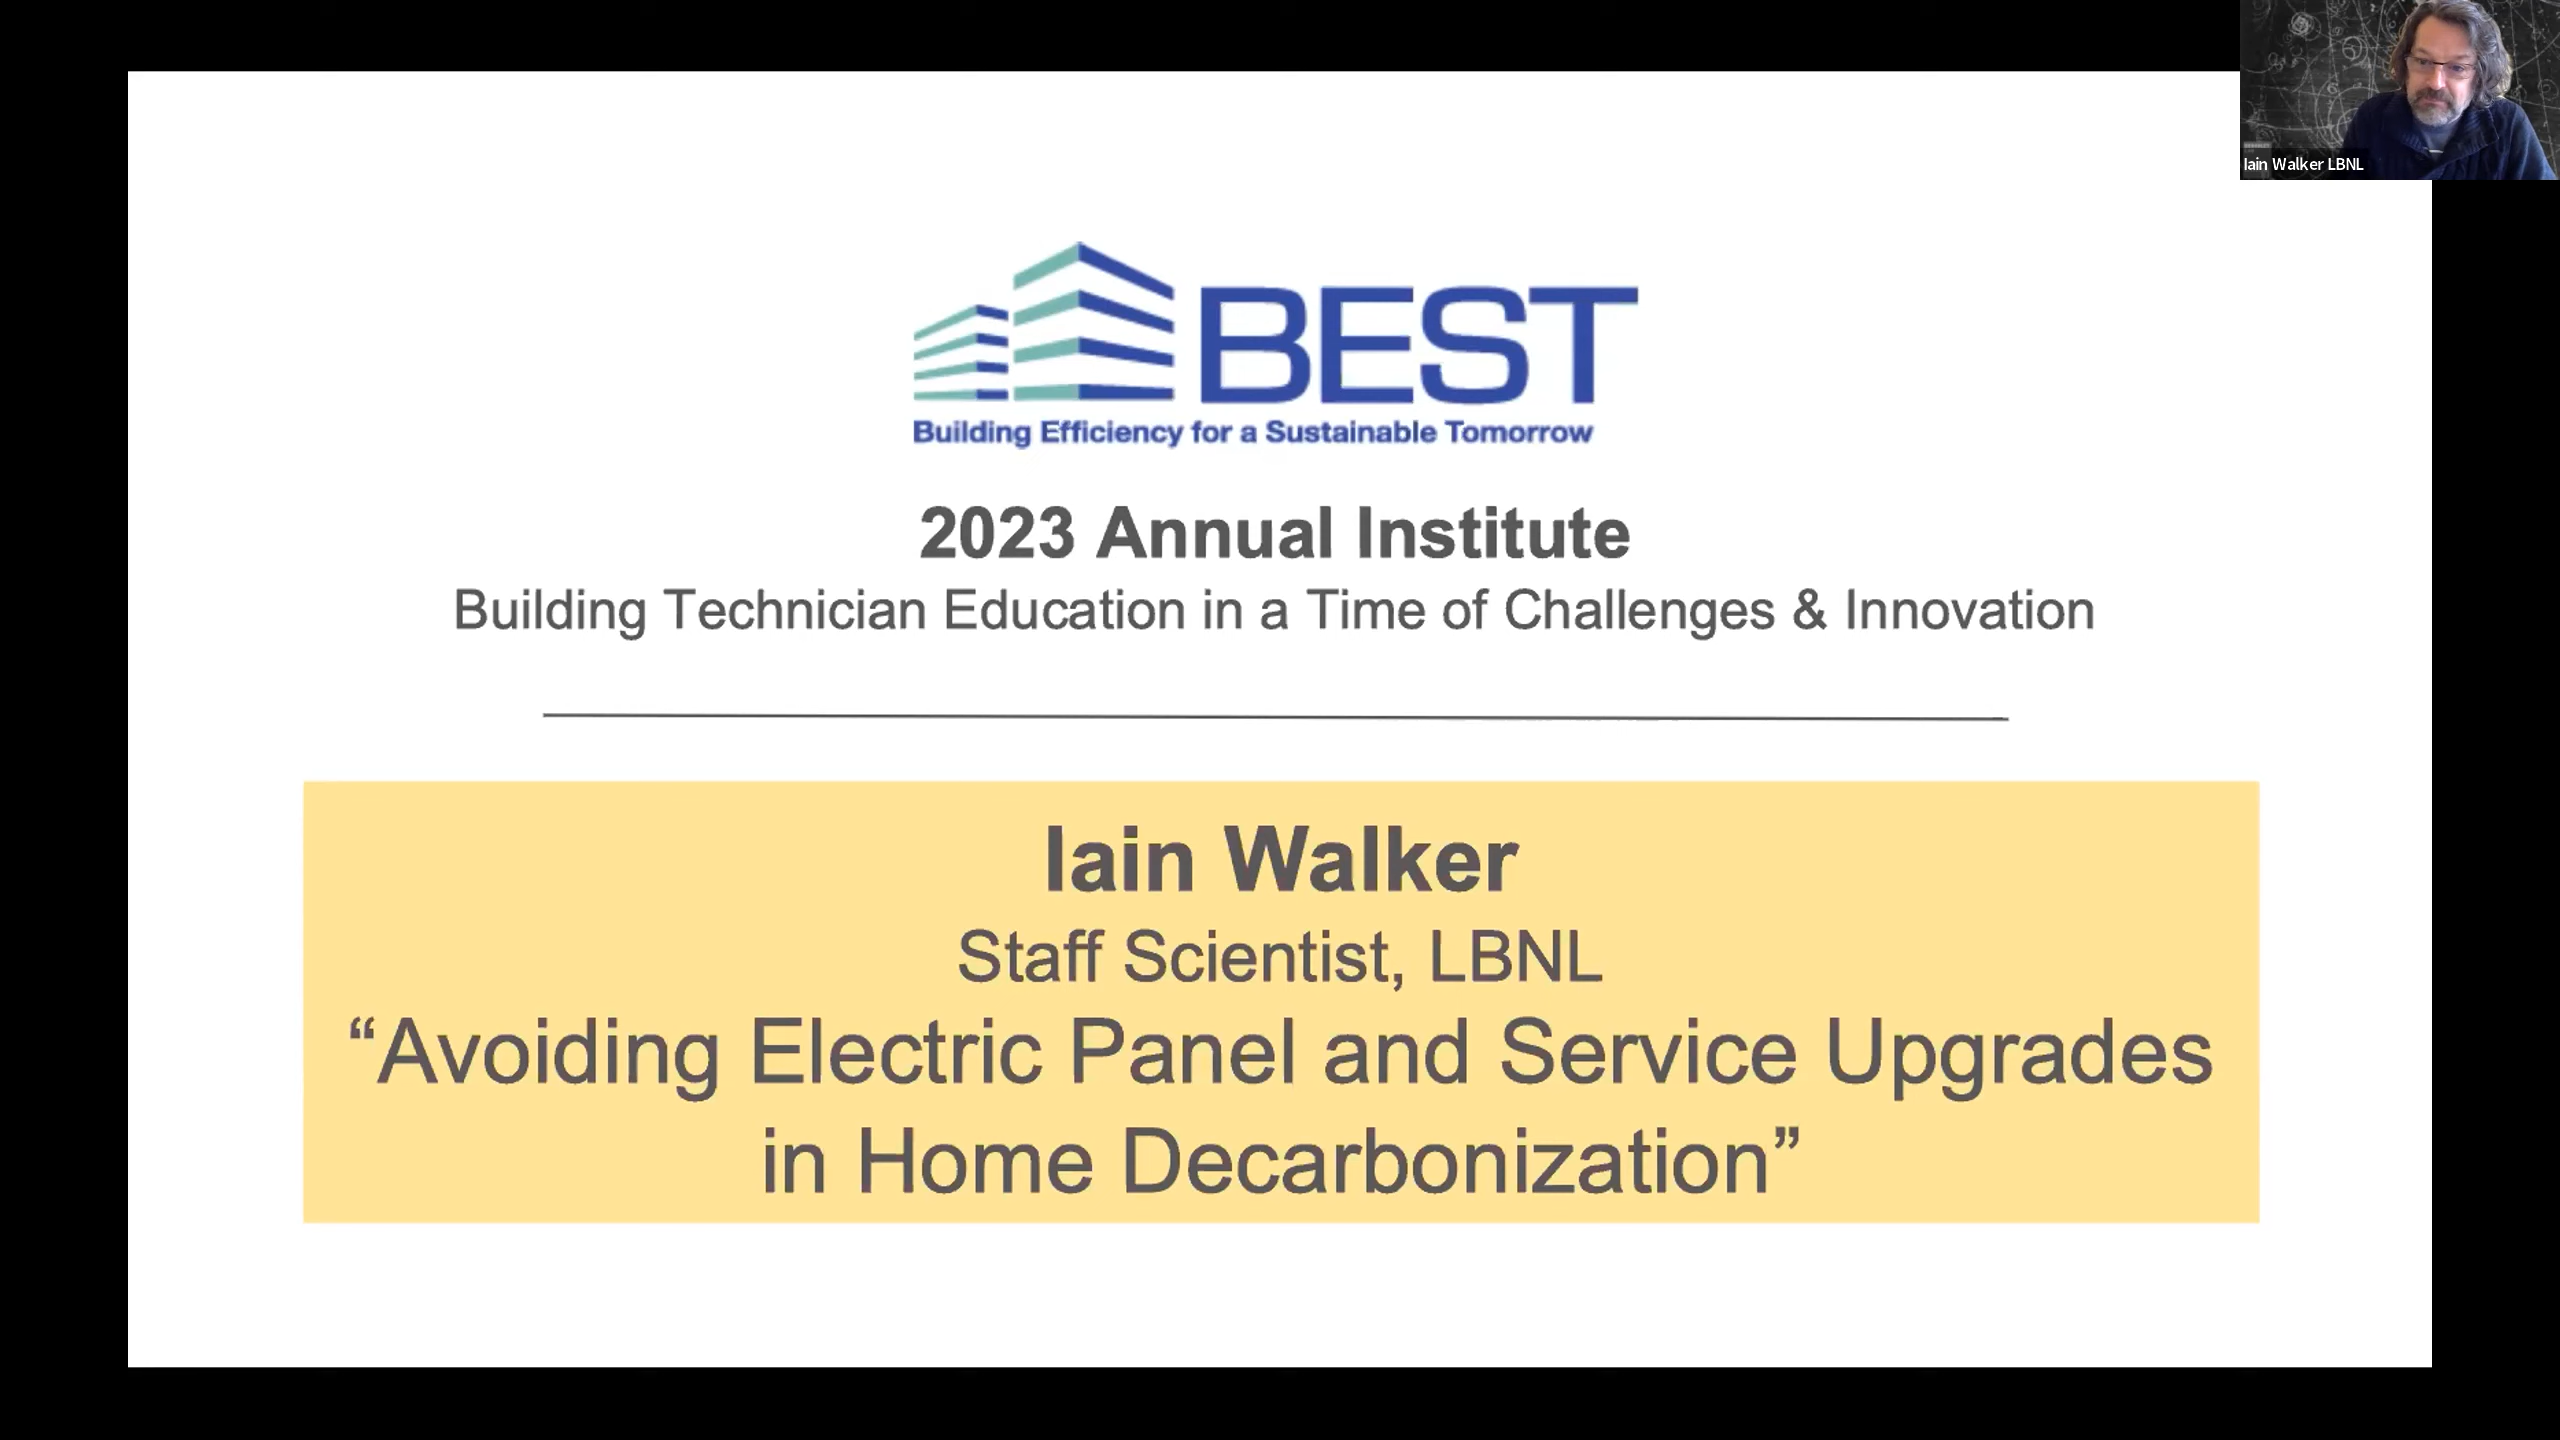 Iain Walker LBNL
BEST
Building Efficiency for a Sustainable Tomorrow
2023 Annual Institute
Building Technician Education in a Time of Challenges & Innovation
Iain Walker
Staff Scientist, LBNL
“Avoiding Electric Panel and Service Upgrades
in Home Decarbonization”